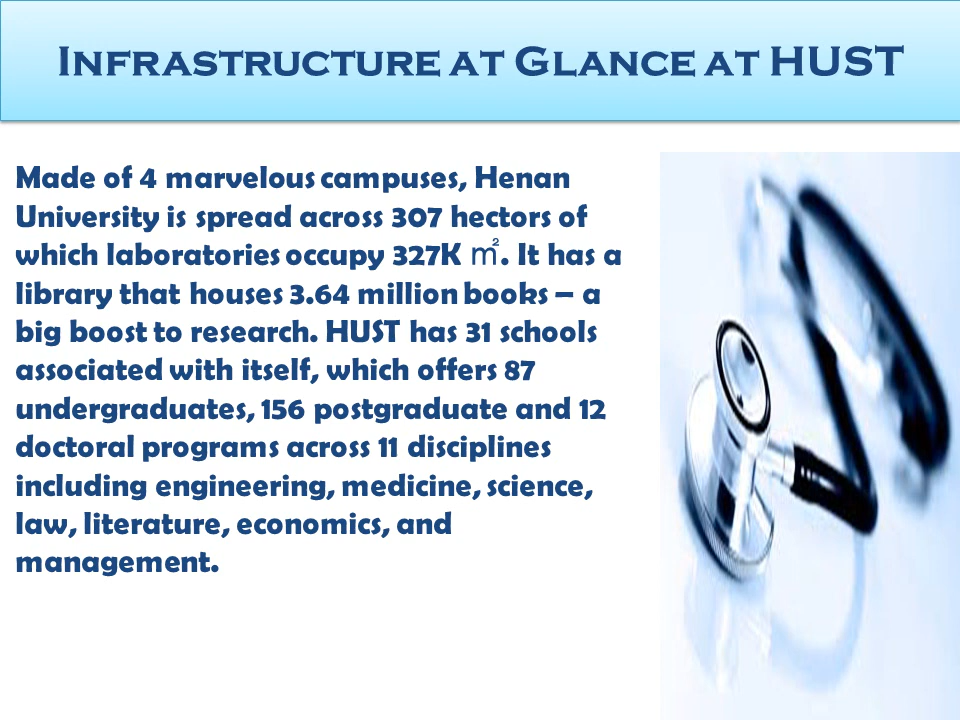 Infrastructure at Glance at HUST
Made of 4 marvelous campuses, Henan
University is spread across 307 hectors of
which laboratories occupy 327K ㎡. It has a
library that houses 3.64 million books – a
big boost to research. HUST has 31 schools
associated with itself, which offers 87
undergraduates, 156 postgraduate and 12
doctoral programs across 11 disciplines
including engineering, medicine, science,
law, literature, economics, and
management.